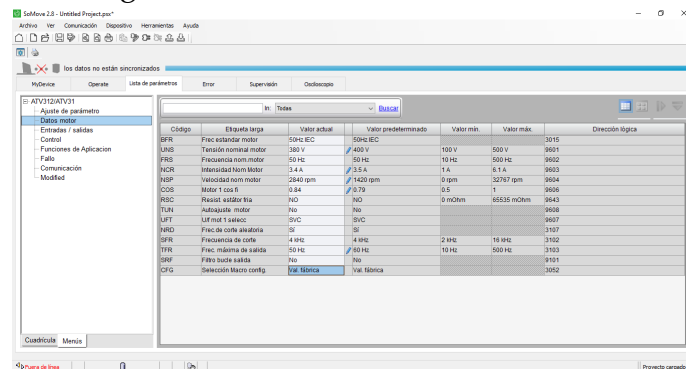 SoMove 2.8 - Untitled Project.psx*
Archivo Ver Comunicación Dispositivo Herramientas Ayuda
los datos no están sincronizados
MyDevice Operate Lista de parámetros Error Supervisión Osciloscopio
ATV312/ATV31
Ajuste de parámetro
Datos motor
Entradas / salidas
Control
Funciones de Aplicacion
Fallo
Comunicación
Modified
In: Todas Buscar
Código Etiqueta larga Valor actual Valor predeterminado Valor mín. Valor máx. Dirección lógica
BFR Frec estandar motor 50Hz IEC 50Hz IEC 3015
UNS Tensión nominal motor 380 V 400 V 100 V 500 V 9601
FRS Frecuencia nom.motor 50 Hz 50 Hz 10 Hz 500 Hz 9602
NCR Intensidad Nom Motor 3.4 A 3.5 A 1 A 6.1 A 9603
NSP Velocidad nom motor 2840 rpm 1420 rpm 0 rpm 32767 rpm 9604
COS Motor 1 cos fi 0.84 0.79 0.5 1 9606
RSC Resist. estátor fria NO NO 0 mOhm 65535 mOhm 9643
TUN Autoajuste motor No No 9608
UFT U/f mot 1 selecc SVC SVC 9607
NRD Frec.de corte aleatoria Sí Sí 3107
SFR Frecuencia de corte 4 kHz 4 kHz 2 kHz 16 kHz 3102
TFR Frec. máxima de salida 50 Hz 60 Hz 10 Hz 500 Hz 3103
SRF Filtro bucle salida No No 9101
CFG Selección Macro config. Val. fábrica Val. fábrica 3052
Cuadrícula Menús
Fuera de línea Proyecto cargado